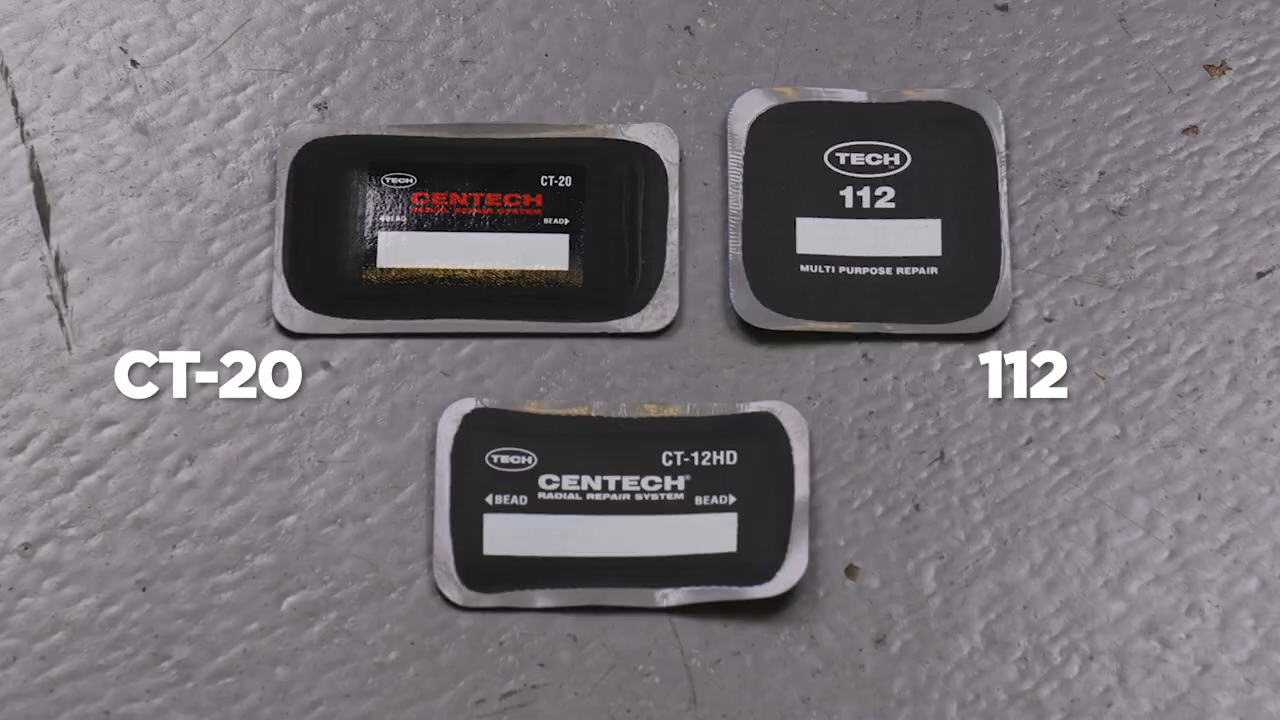 TECH
CT-20
CENTECH
RADIAL REPAIR SYSTEM
◀BEAD
BEAD▶
TECH
112
MULTI PURPOSE REPAIR
CT-20
112
TECH
CT-12HD
CENTECH®
RADIAL REPAIR SYSTEM
◀BEAD
BEAD▶